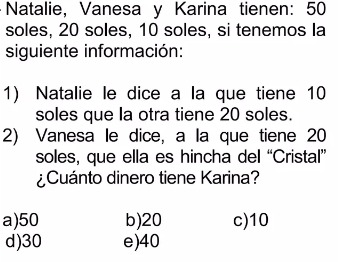 Natalie, Vanesa y Karina tienen: 50
soles, 20 soles, 10 soles, si tenemos la
siguiente información:
1) Natalie le dice a la que tiene 10
soles que la otra tiene 20 soles.
2) Vanesa le dice, a la que tiene 20
soles, que ella es hincha del “Cristal”
¿Cuánto dinero tiene Karina?
a)50 b)20 c)10
d)30 e)40